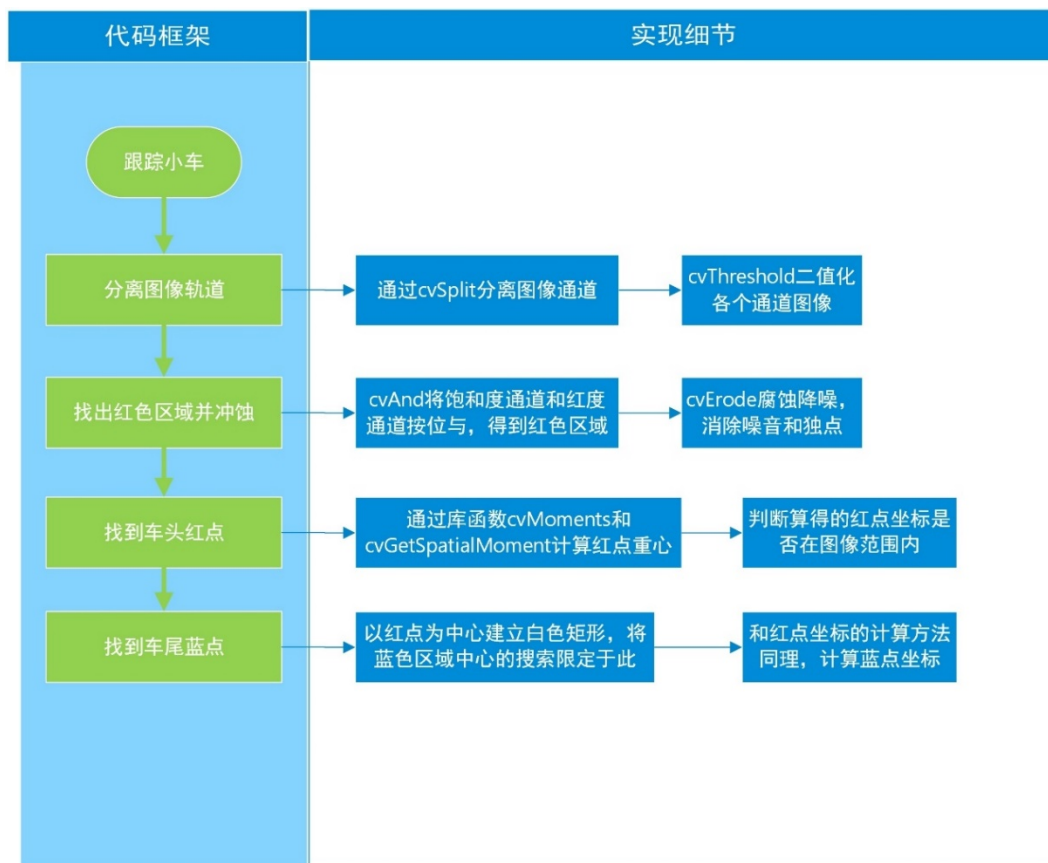 代码框架
实现细节
跟踪小车
分离图像轨道
通过cvSplit分离图像通道
cvThreshold二值化
各个通道图像
找出红色区域并冲蚀
cvAnd将饱和度通道和红度
通道按位与，得到红色区域
cvErode腐蚀降噪，
消除噪音和独点
找到车头红点
通过库函数cvMoments和
cvGetSpatialMoment计算红点重心
判断算得的红点坐标是
否在图像范围内
找到车尾蓝点
以红点为中心建立白色矩形，将
蓝色区域中心的搜索限定于此
和红点坐标的计算方法
同理，计算蓝点坐标